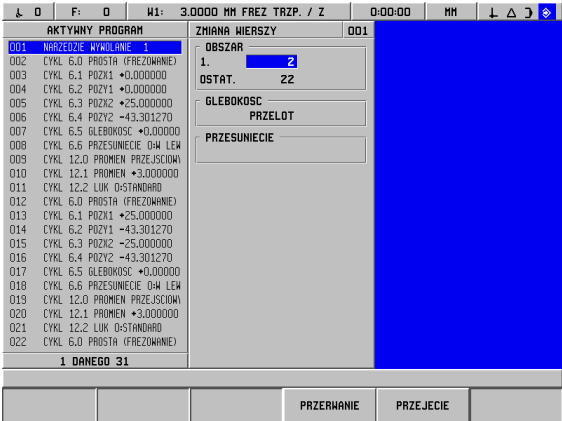 0 F: 0 W1: 3.0000 MM FREZ TRZP. / Z 0:00:00 MM
AKTYWNY PROGRAM
001 NARZEDZIE WYWOLANIE 1
002 CYKL 6.0 PROSTA (FREZOWANIE)
003 CYKL 6.1 POZX1 +0.000000
004 CYKL 6.2 POZY1 +0.000000
005 CYKL 6.3 POZX2 +25.000000
006 CYKL 6.4 POZY2 -43.301270
007 CYKL 6.5 GLEBOKOSC +0.00000
008 CYKL 6.6 PRZESUNIECIE 0:W LEW
009 CYKL 12.0 PROMIEN PRZEJSCIOW
010 CYKL 12.1 PROMIEN +3.000000
011 CYKL 12.2 LUK 0:STANDARD
012 CYKL 6.0 PROSTA (FREZOWANIE)
013 CYKL 6.1 POZX1 +25.000000
014 CYKL 6.2 POZY1 -43.301270
015 CYKL 6.3 POZX2 -25.000000
016 CYKL 6.4 POZY2 -43.301270
017 CYKL 6.5 GLEBOKOSC +0.00000
018 CYKL 6.6 PRZESUNIECIE 0:W LEW
019 CYKL 12.0 PROMIEN PRZEJSCIOW
020 CYKL 12.1 PROMIEN +3.000000
021 CYKL 12.2 LUK 0:STANDARD
022 CYKL 6.0 PROSTA (FREZOWANIE)
1 DANEGO 31
ZMIANA WIERSZY 001
OBSZAR
1. 2
OSTAT. 22
GLEBOKOSC
PRZELOT
PRZESUNIECIE
PRZERWANIE PRZEJECIE